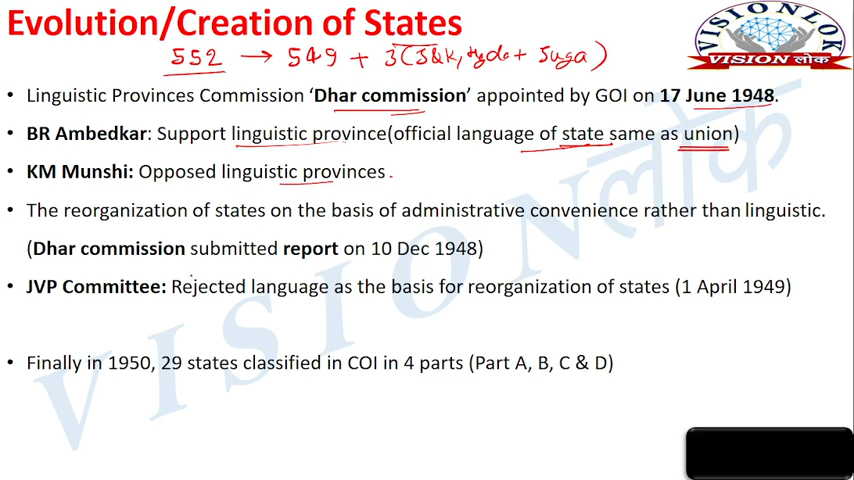 Evolution/Creation of States
552 → 549 + 3 (J&K, Hyde + Juga)
• Linguistic Provinces Commission ‘Dhar commission’ appointed by GOI on 17 June 1948.
• BR Ambedkar: Support linguistic province(official language of state same as union)
• KM Munshi: Opposed linguistic provinces.
• The reorganization of states on the basis of administrative convenience rather than linguistic.
(Dhar commission submitted report on 10 Dec 1948)
• JVP Committee: Rejected language as the basis for reorganization of states (1 April 1949)
• Finally in 1950, 29 states classified in COI in 4 parts (Part A, B, C & D)
VISIONLOK
VISION लोक
VISION लोक